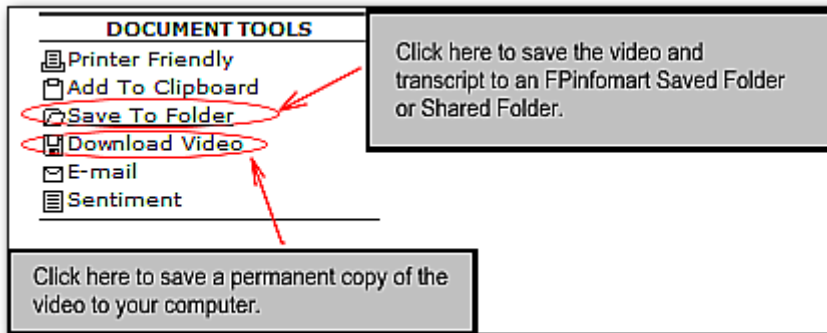 DOCUMENT TOOLS
Printer Friendly
Add To Clipboard
Save To Folder
Download Video
E-mail
Sentiment
Click here to save the video and
transcript to an FPinfomart Saved Folder
or Shared Folder.
Click here to save a permanent copy of the
video to your computer.